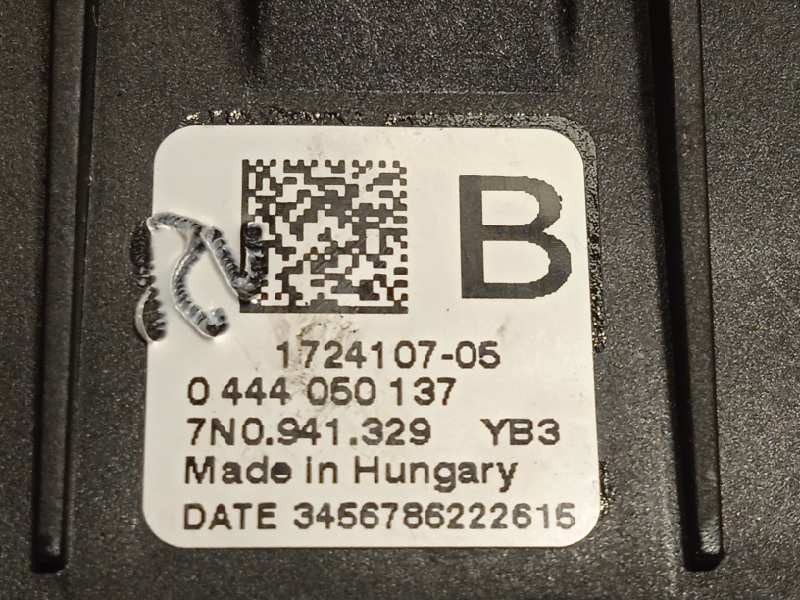 B
1724107-05
0 444 050 137
7N0.941.329 YB3
Made in Hungary
DATE 3456786222615